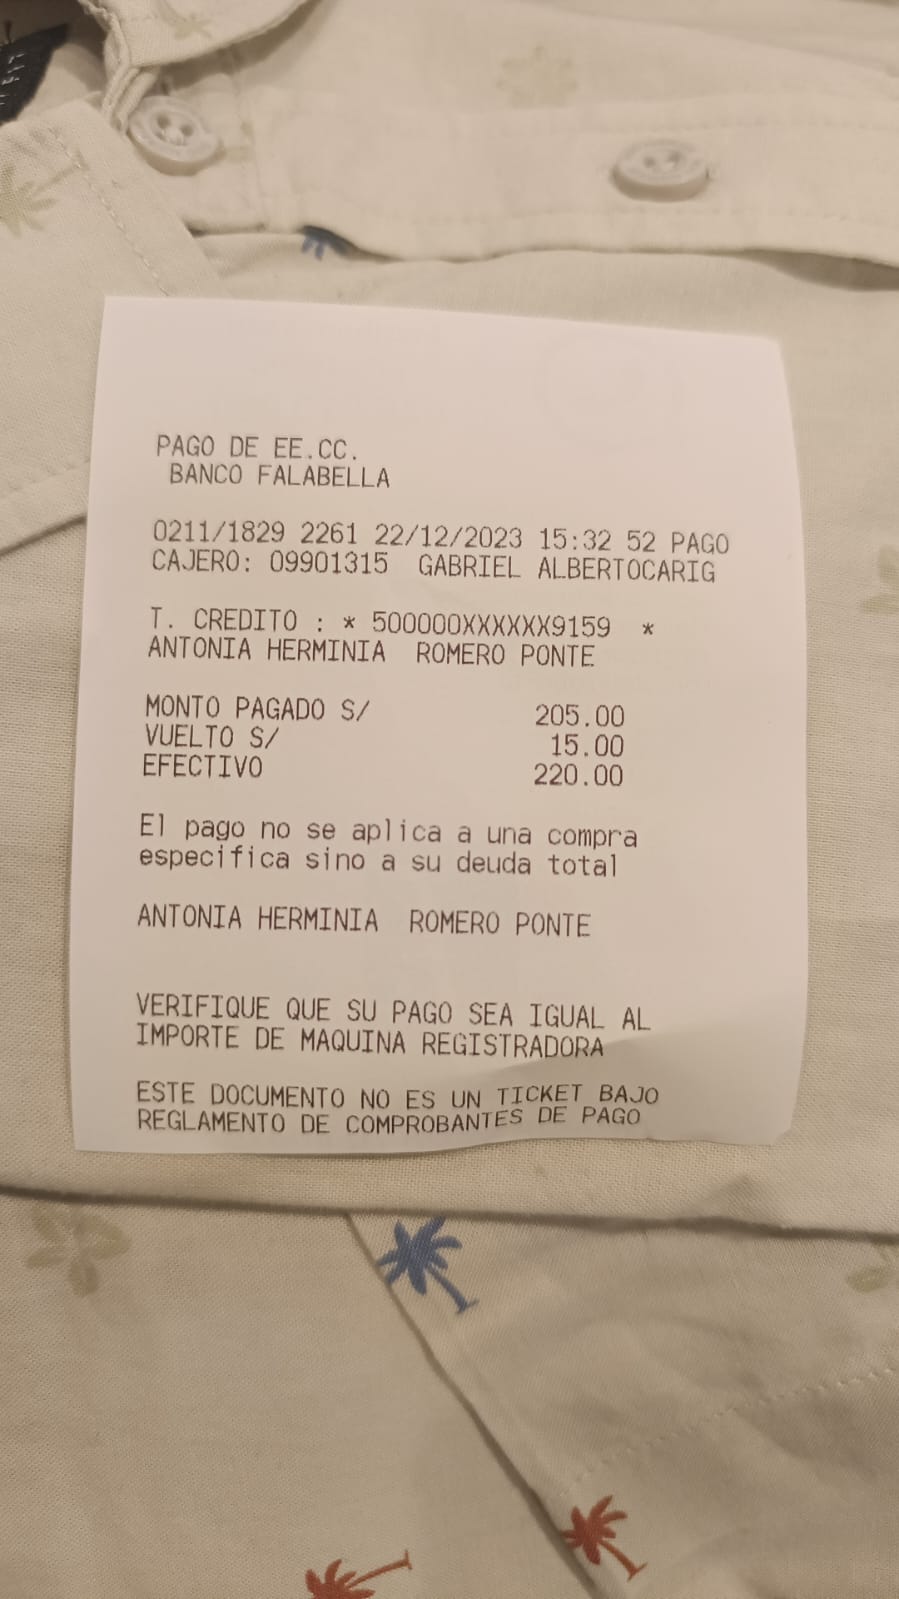 PAGO DE EE.CC.
BANCO FALABELLA
0211/1829 2261 22/12/2023 15:32 52 PAGO
CAJERO: 09901315 GABRIEL ALBERTOCARIG
T. CREDITO : * 500000XXXXXX9159 *
ANTONIA HERMINIA ROMERO PONTE
MONTO PAGADO S/ 205.00
VUELTO S/ 15.00
EFECTIVO 220.00
El pago no se aplica a una compra
especifica sino a su deuda total
ANTONIA HERMINIA ROMERO PONTE
VERIFIQUE QUE SU PAGO SEA IGUAL AL
IMPORTE DE MAQUINA REGISTRADORA
ESTE DOCUMENTO NO ES UN TICKET BAJO
REGLAMENTO DE COMPROBANTES DE PAGO